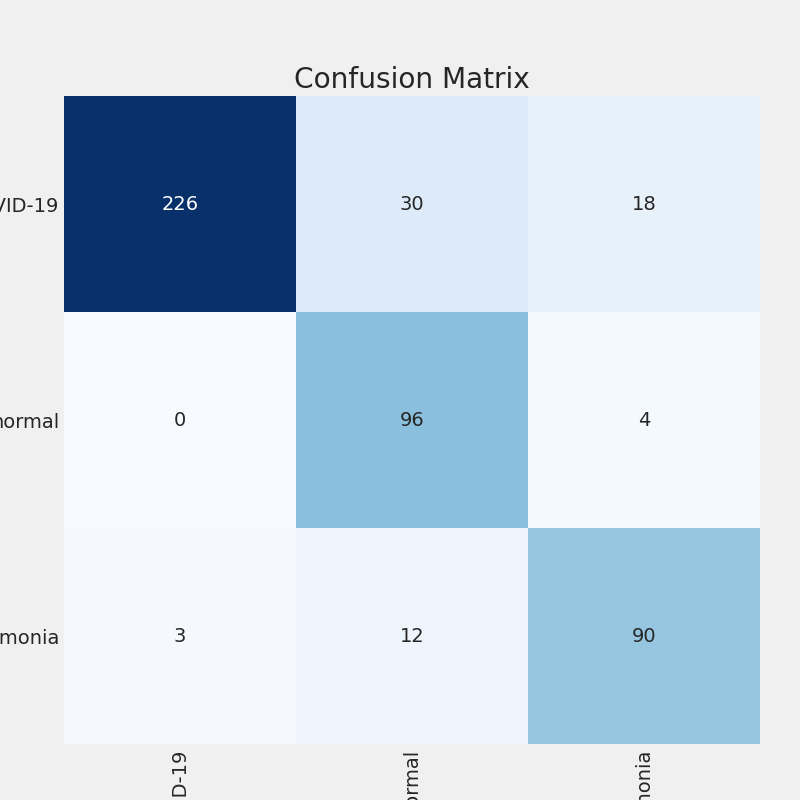 Confusion Matrix
VID-19 226 30 18
normal 0 96 4
monia 3 12 90
D-19 ormal monia